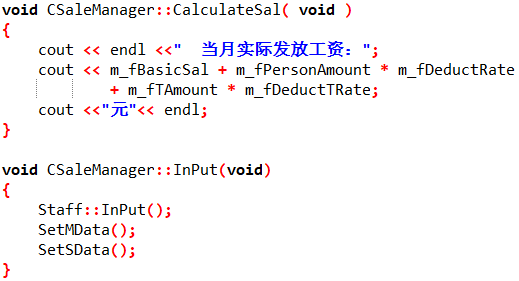 void CSaleManager::CalculateSal( void )
{
    cout << endl <<"  当月实际发放工资：";
    cout << m_fBasicSal + m_fPersonAmount * m_fDeductRate
            + m_fTAmount * m_fDeductTRate;
    cout <<"元"<< endl;
}

void CSaleManager::InPut(void)
{
    Staff::InPut();
    SetMData();
    SetSData();
}